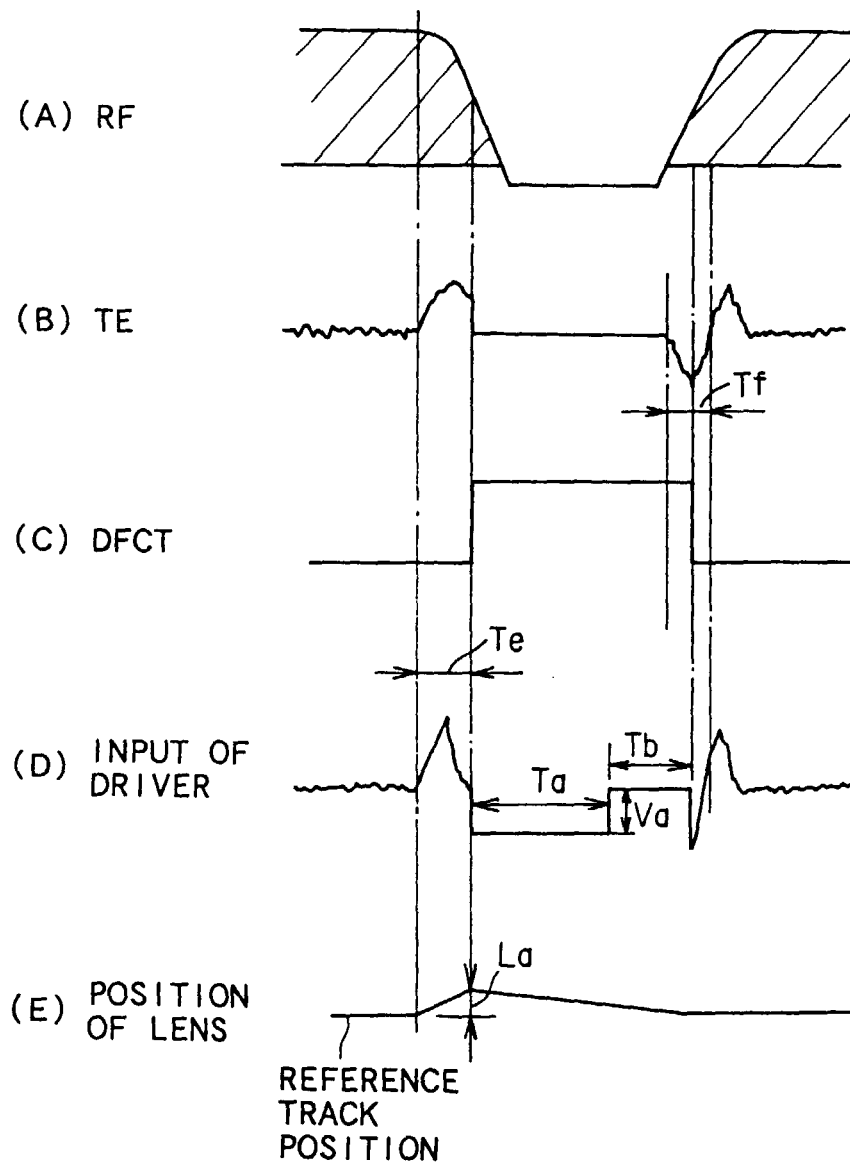 (A) RF
(B) TE
Tf
(C) DFCT
Te
(D) INPUT OF
DRIVER
Ta
Tb
Va
(E) POSITION
OF LENS
La
REFERENCE
TRACK
POSITION